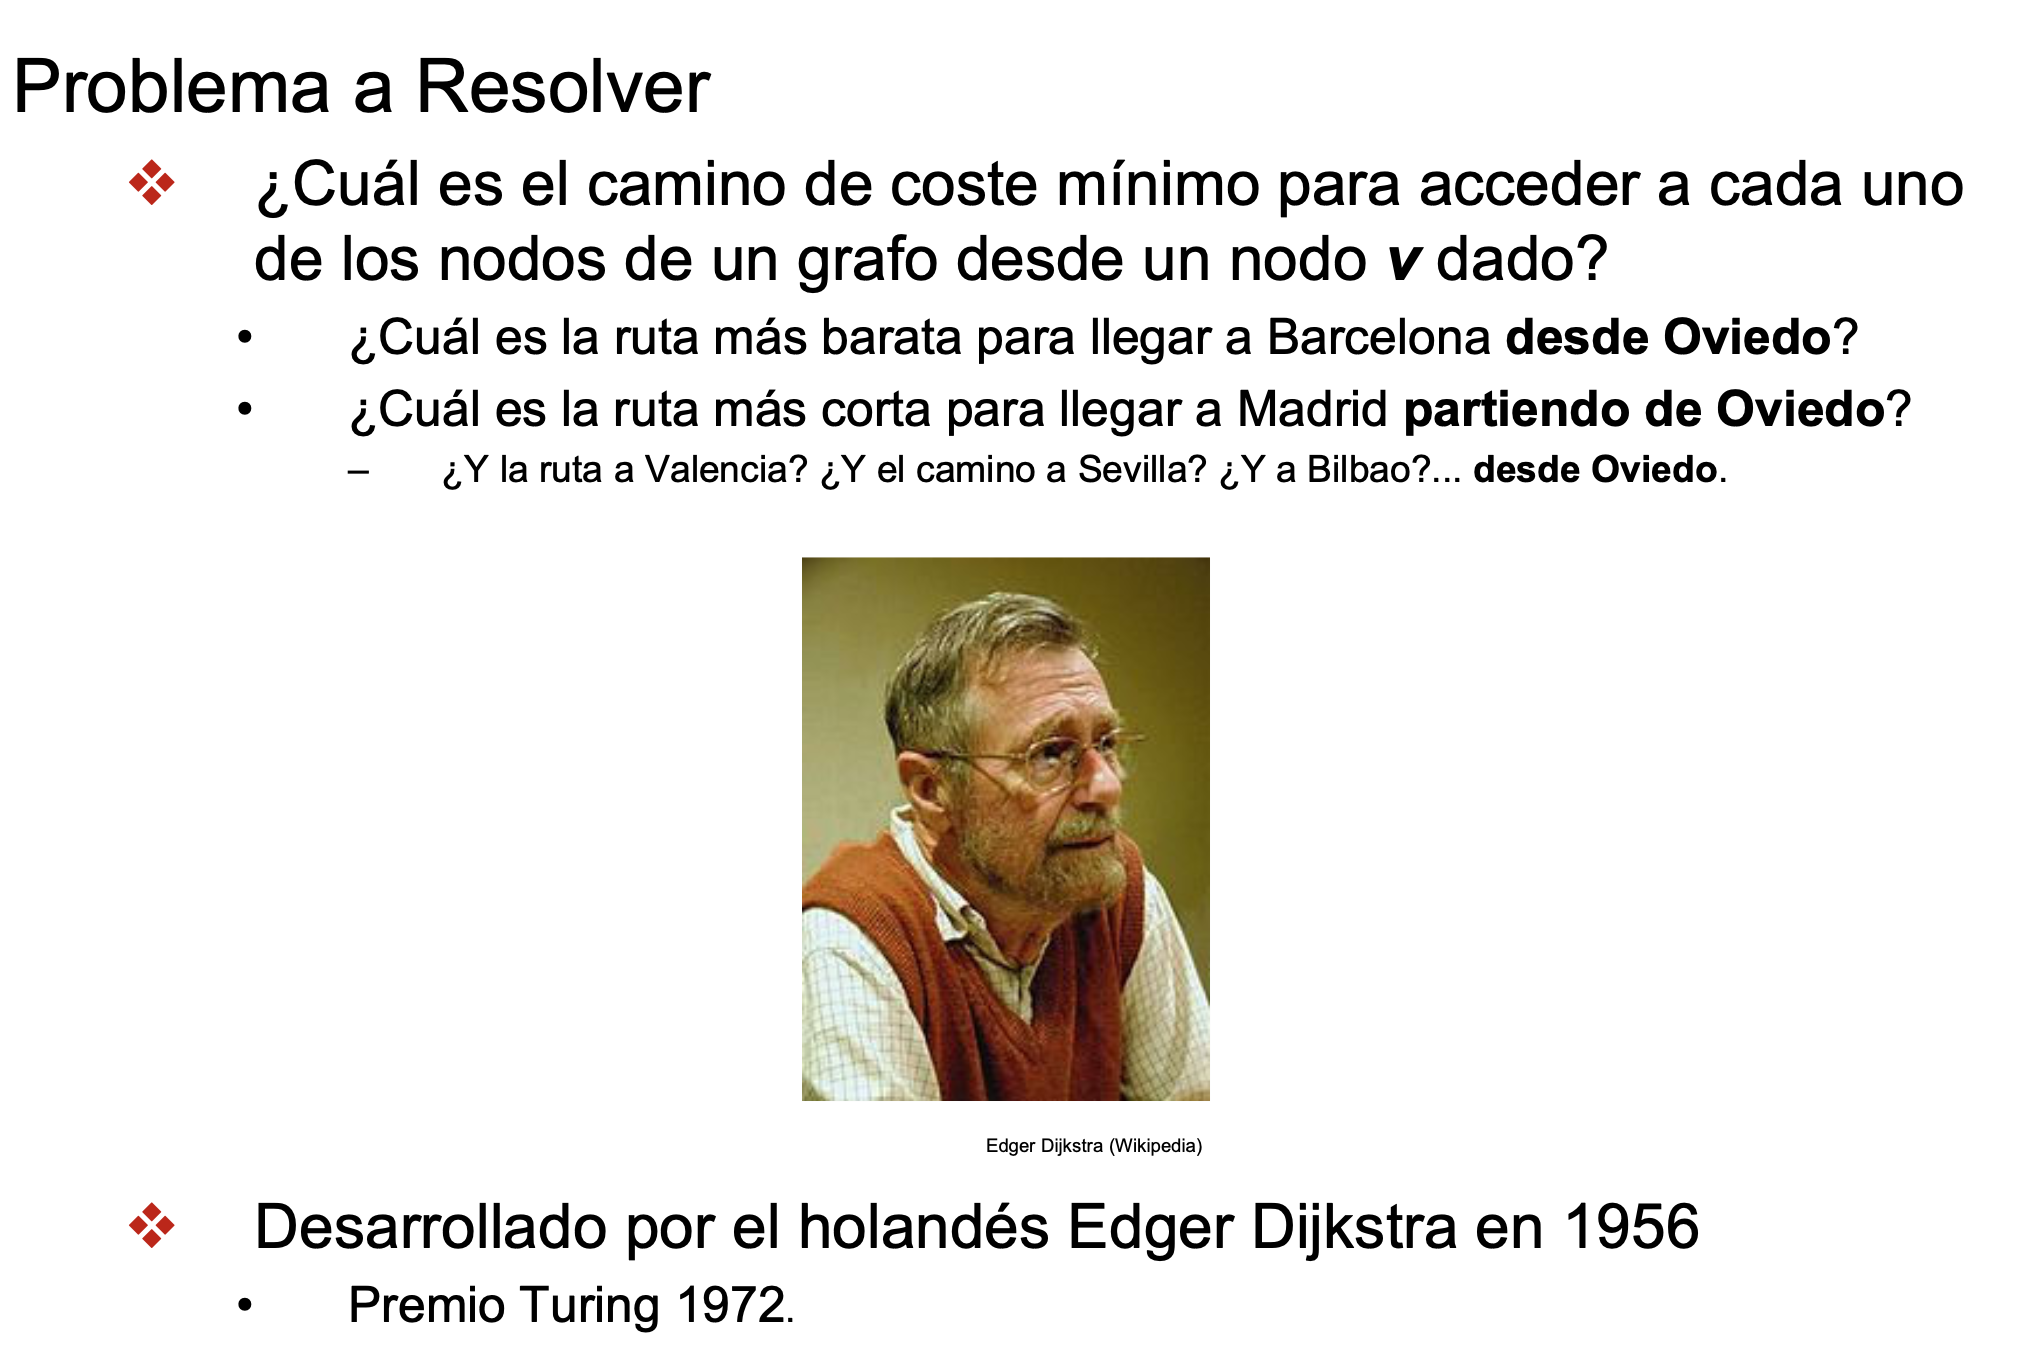 Problema a Resolver
¿Cuál es el camino de coste mínimo para acceder a cada uno
de los nodos de un grafo desde un nodo v dado?
• ¿Cuál es la ruta más barata para llegar a Barcelona desde Oviedo?
• ¿Cuál es la ruta más corta para llegar a Madrid partiendo de Oviedo?
– ¿Y la ruta a Valencia? ¿Y el camino a Sevilla? ¿Y a Bilbao?... desde Oviedo.
Edger Dijkstra (Wikipedia)
Desarrollado por el holandés Edger Dijkstra en 1956
• Premio Turing 1972.